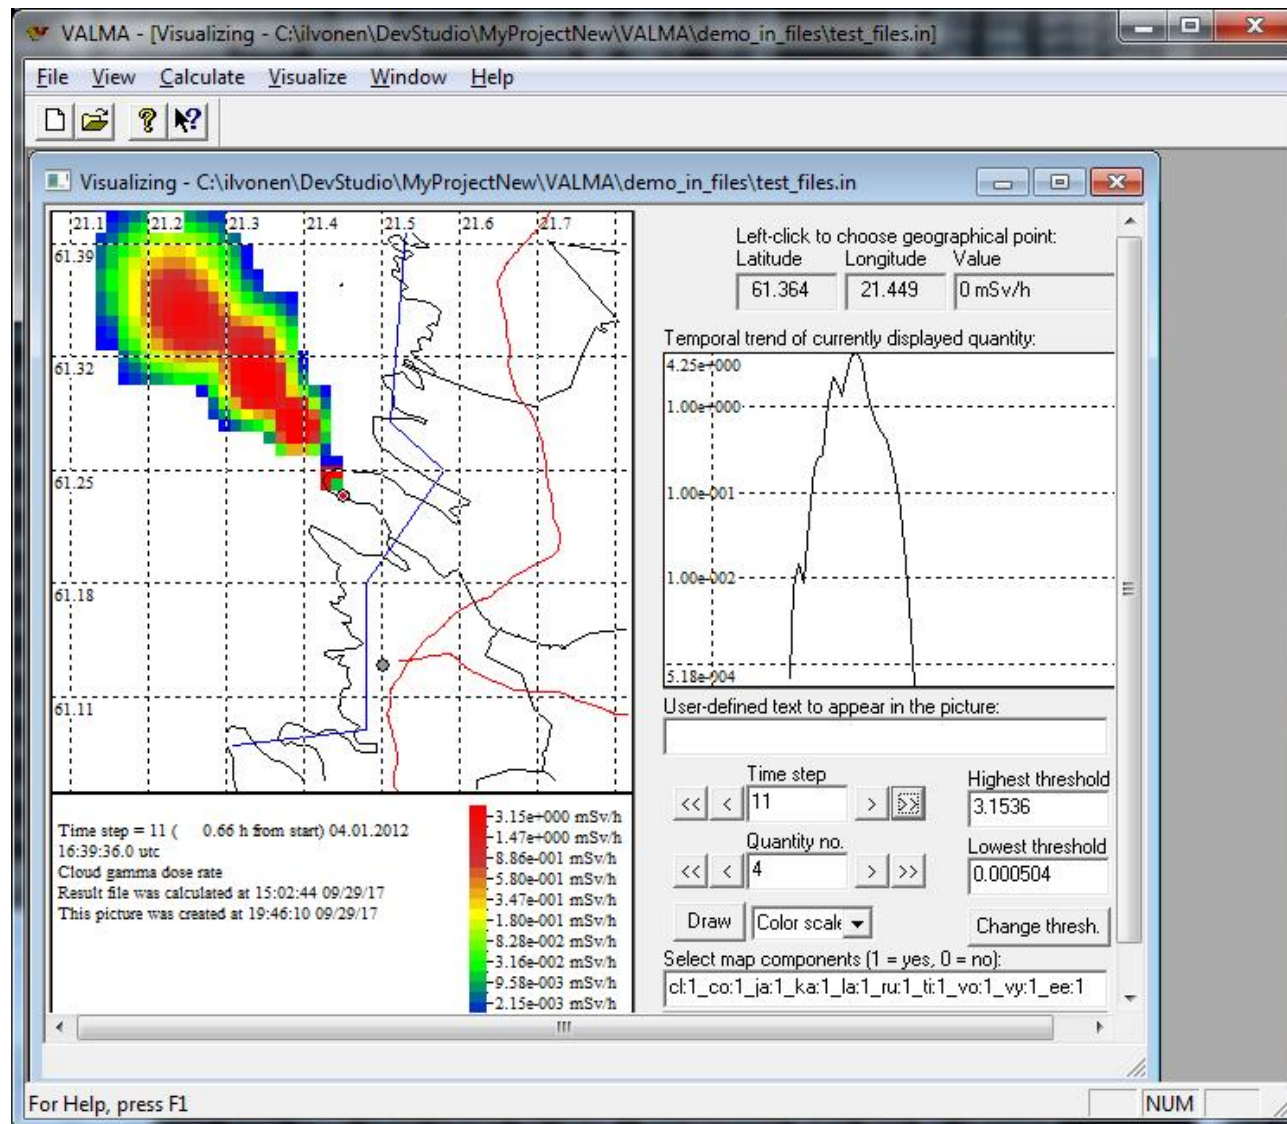 VALMA - [Visualizing - C:\ilvonen\DevStudio\MyProjectNew\VALMA\demo_in_files\test_files.in]
File View Calculate Visualize Window Help
Visualizing - C:\ilvonen\DevStudio\MyProjectNew\VALMA\demo_in_files\test_files.in
21.1 21.2 21.3 21.4 21.5 21.6 21.7
61.39
61.32
61.25
61.18
61.11
Time step = 11 ( 0.66 h from start) 04.01.2012
16:39:36.0 utc
Cloud gamma dose rate
Result file was calculated at 15:02:44 09/29/17
This picture was created at 19:46:10 09/29/17
3.15e+000 mSv/h
1.47e+000 mSv/h
8.86e-001 mSv/h
5.80e-001 mSv/h
3.47e-001 mSv/h
1.80e-001 mSv/h
8.28e-002 mSv/h
3.16e-002 mSv/h
9.58e-003 mSv/h
2.15e-003 mSv/h
Left-click to choose geographical point:
Latitude Longitude Value
61.364 21.449 0 mSv/h
Temporal trend of currently displayed quantity:
4.25e+000
1.00e+000
1.00e-001
1.00e-002
5.18e-004
User-defined text to appear in the picture:
Time step Highest threshold
<< < 11 > >> 3.1536
Quantity no. Lowest threshold
<< < 4 > >> 0.000504
Draw Color scale Change thresh.
Select map components (1 = yes, 0 = no):
cl:1_co:1_ja:1_ka:1_la:1_ru:1_ti:1_vo:1_vy:1_ee:1
For Help, press F1 NUM